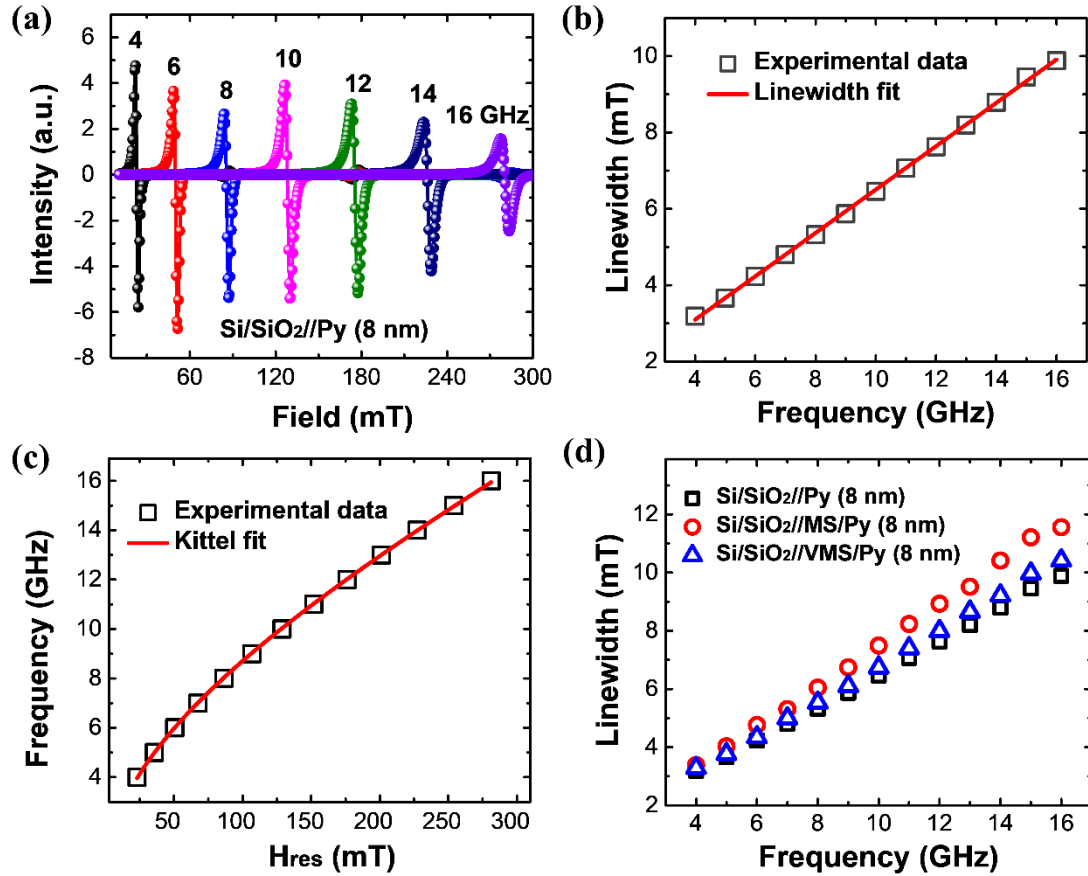 (a)
Intensity (a.u.)
6
4
2
0
-2
-4
-6
-8
4
6
8
10
12
14
16 GHz
Si/SiO₂//Py (8 nm)
60
120
180
240
300
Field (mT)
(b)
Linewidth (mT)
10
8
6
4
2
Experimental data
Linewidth fit
4
6
8
10
12
14
16
Frequency (GHz)
(c)
Frequency (GHz)
16
14
12
10
8
6
4
Experimental data
Kittel fit
50
100
150
200
250
300
Hres (mT)
(d)
Linewidth (mT)
12
10
8
6
4
2
Si/SiO₂//Py (8 nm)
Si/SiO₂//MS/Py (8 nm)
Si/SiO₂//VMS/Py (8 nm)
4
6
8
10
12
14
16
Frequency (GHz)